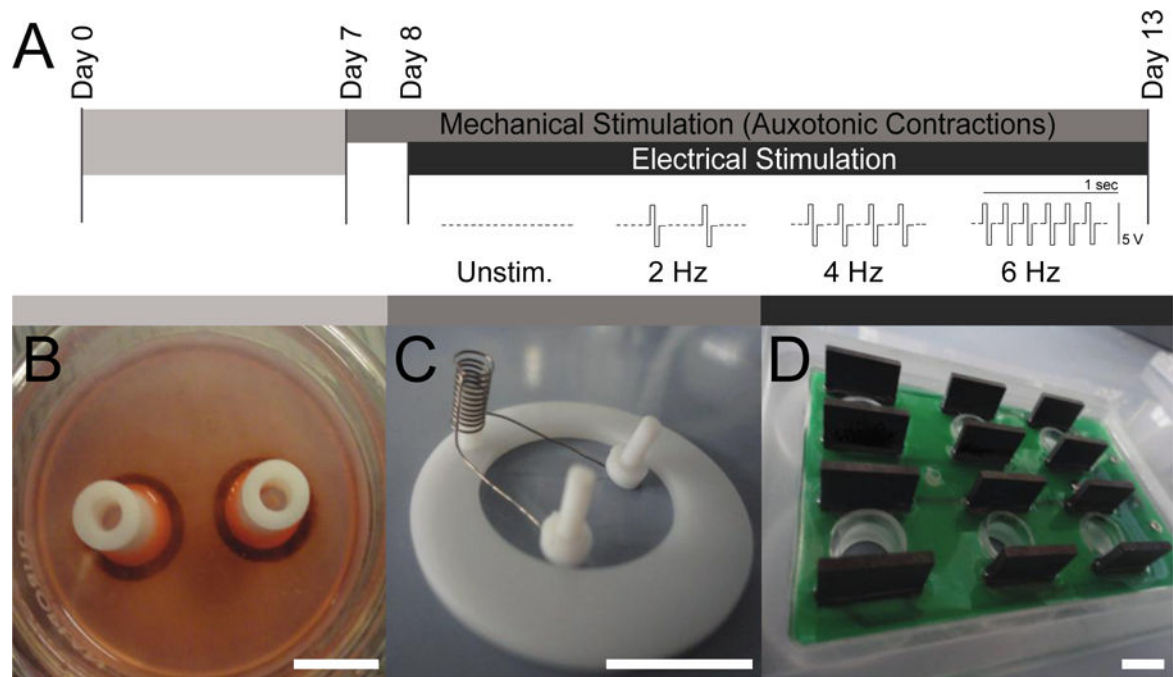 A
Day 0
Day 7
Day 8
Day 13
Mechanical Stimulation (Auxotonic Contractions)
Electrical Stimulation
1 sec
5 V
Unstim.
2 Hz
4 Hz
6 Hz
B
C
D